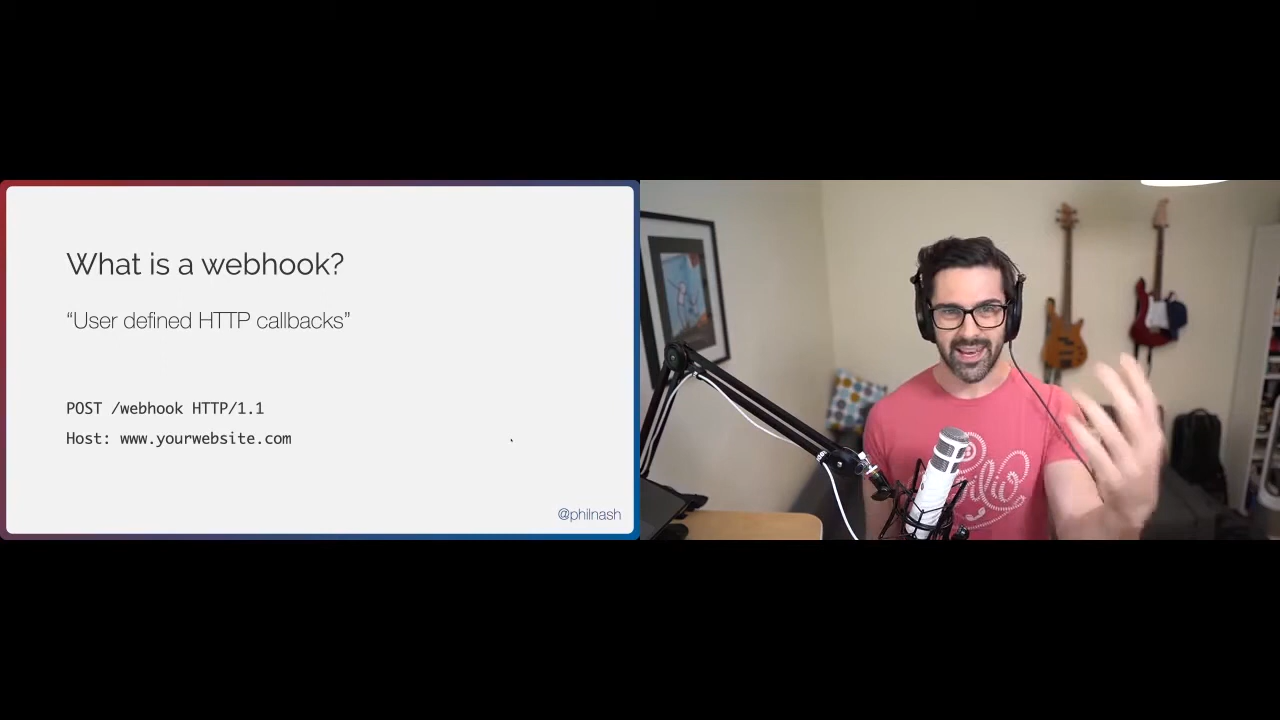 What is a webhook?
“User defined HTTP callbacks”
POST /webhook HTTP/1.1
Host: www.yourwebsite.com
@philnash